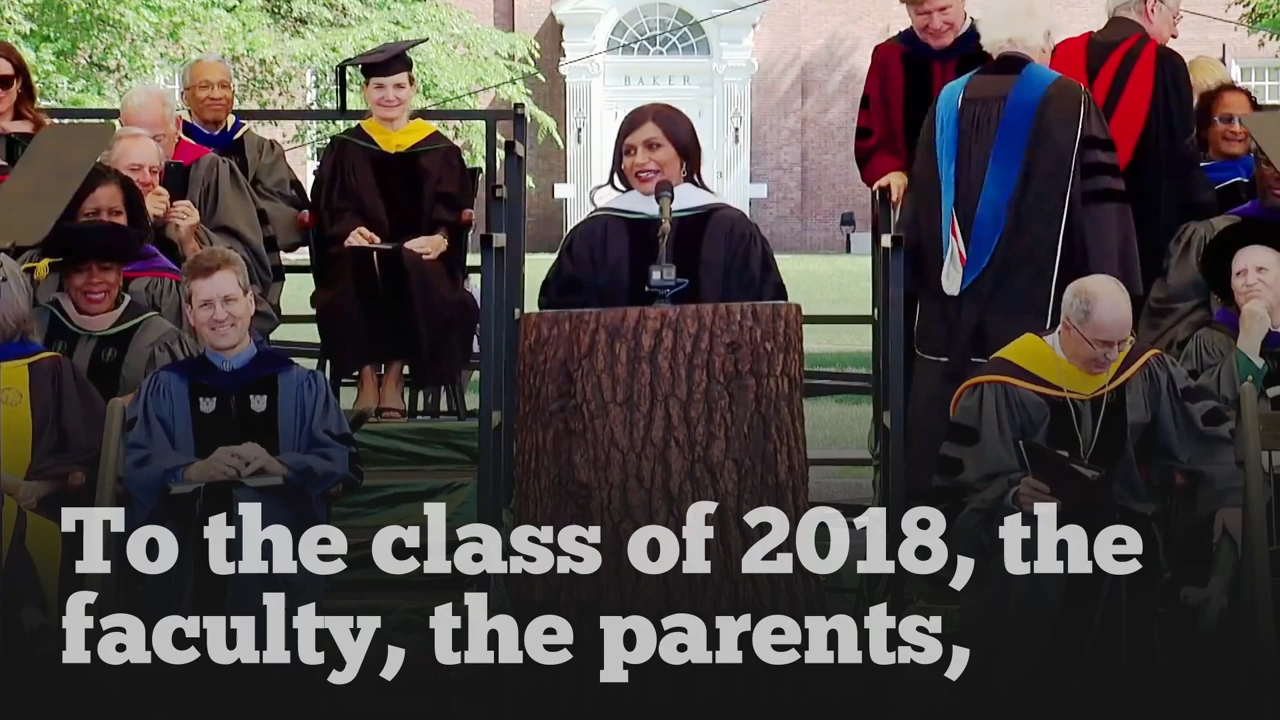 BAKER
To the class of 2018, the
faculty, the parents,